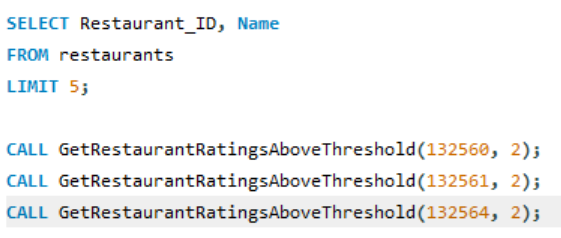 SELECT Restaurant_ID, Name
FROM restaurants
LIMIT 5;
CALL GetRestaurantRatingsAboveThreshold(132560, 2);
CALL GetRestaurantRatingsAboveThreshold(132561, 2);
CALL GetRestaurantRatingsAboveThreshold(132564, 2);